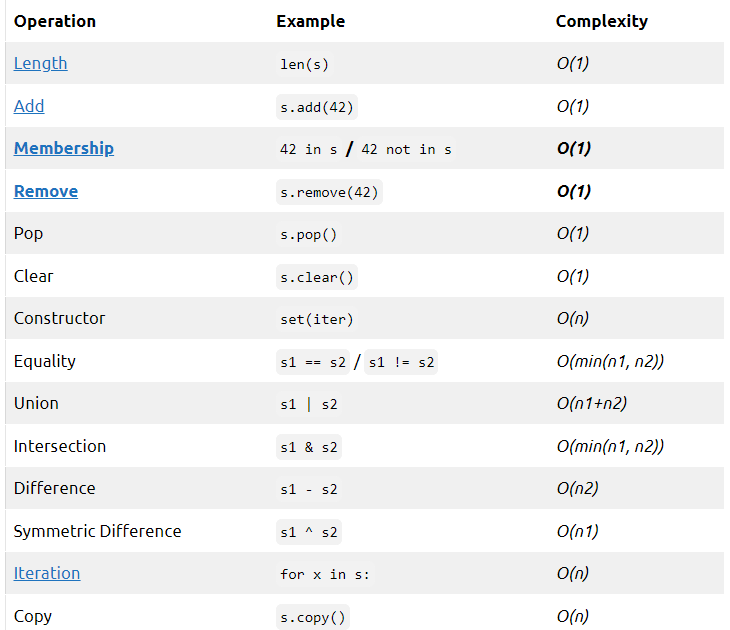 Operation Example Complexity
Length len(s) O(1)
Add s.add(42) O(1)
Membership 42 in s / 42 not in s O(1)
Remove s.remove(42) O(1)
Pop s.pop() O(1)
Clear s.clear() O(1)
Constructor set(iter) O(n)
Equality s1 == s2 / s1 != s2 O(min(n1, n2))
Union s1 | s2 O(n1+n2)
Intersection s1 & s2 O(min(n1, n2))
Difference s1 - s2 O(n2)
Symmetric Difference s1 ^ s2 O(n1)
Iteration for x in s: O(n)
Copy s.copy() O(n)